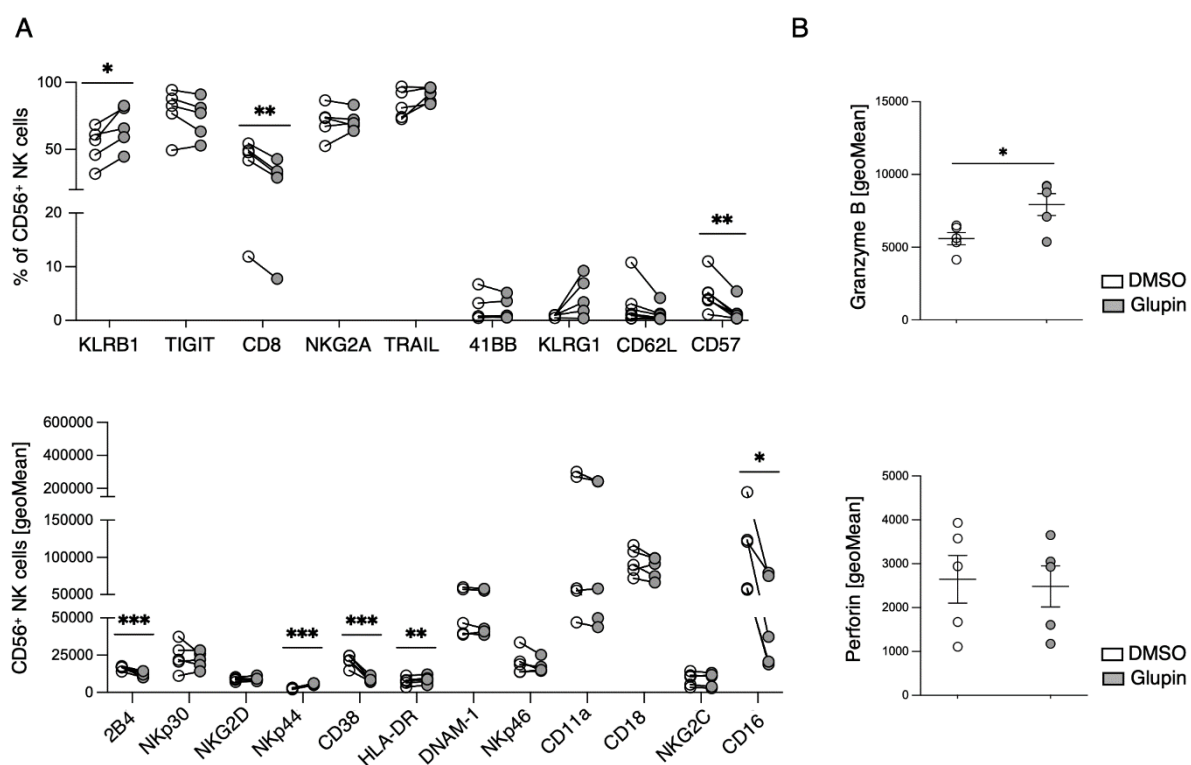 A
% of CD56⁺ NK cells
100
50
20
10
0
*
**
**
KLRB1 TIGIT CD8 NKG2A TRAIL 41BB KLRG1 CD62L CD57
CD56⁺ NK cells [geoMean]
600000
400000
200000
150000
100000
50000
50000
25000
0
***
***
***
**
*
2B4 NKp30 NKG2D NKp44 CD38 HLA-DR DNAM-1 NKp46 CD11a CD18 NKG2C CD16
B
Granzyme B [geoMean]
15000
10000
5000
0
*
DMSO
Glupin
Perforin [geoMean]
5000
4000
3000
2000
1000
0
DMSO
Glupin